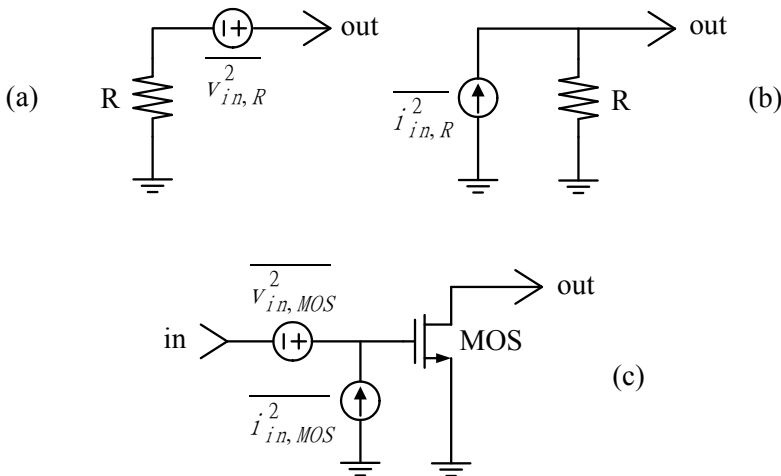 out
out
(a)
R
v²in, R
i²in, R
R
(b)
v²in, MOS
out
in
MOS
i²in, MOS
(c)